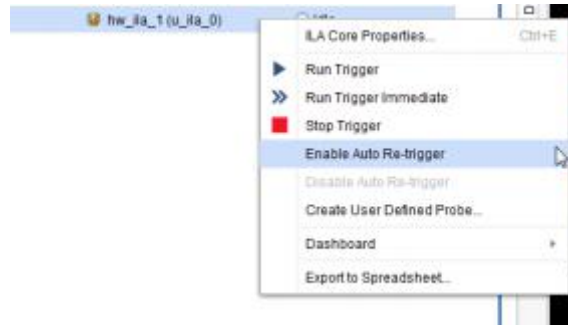 hw_ila_1 (u_ila_0)
Idle
ILA Core Properties...
Ctrl+E
Run Trigger
Run Trigger Immediate
Stop Trigger
Enable Auto Re-trigger
Disable Auto Re-trigger
Create User Defined Probe...
Dashboard
Export to Spreadsheet...